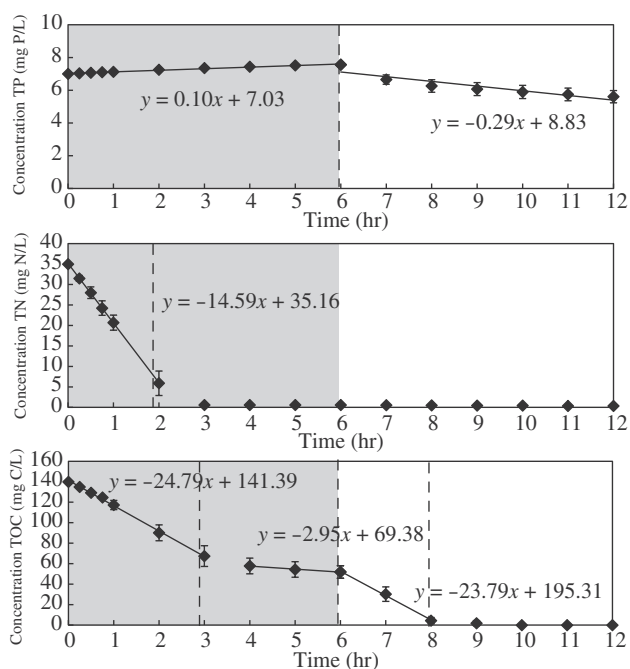 Concentration TP (mg P/L)
10
8
6
4
2
0
y = 0.10x + 7.03
y = −0.29x + 8.83
0 1 2 3 4 5 6 7 8 9 10 11 12
Time (hr)
Concentration TN (mg N/L)
40
35
30
25
20
15
10
5
0
y = −14.59x + 35.16
0 1 2 3 4 5 6 7 8 9 10 11 12
Time (hr)
Concentration TOC (mg C/L)
160
140
120
100
80
60
40
20
0
y = −24.79x + 141.39
y = −2.95x + 69.38
y = −23.79x + 195.31
0 1 2 3 4 5 6 7 8 9 10 11 12
Time (hr)